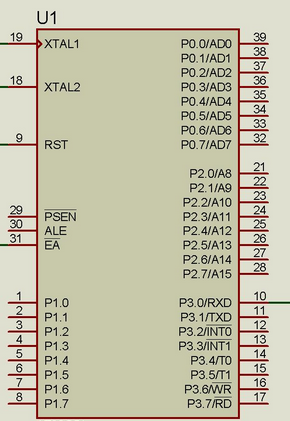 U1
19 XTAL1 P0.0/AD0 39
P0.1/AD1 38
P0.2/AD2 37
18 XTAL2 P0.3/AD3 36
P0.4/AD4 35
P0.5/AD5 34
P0.6/AD6 33
9 RST P0.7/AD7 32
P2.0/A8 21
P2.1/A9 22
P2.2/A10 23
29 PSEN P2.3/A11 24
30 ALE P2.4/A12 25
31 EA P2.5/A13 26
P2.6/A14 27
P2.7/A15 28
1 P1.0 P3.0/RXD 10
2 P1.1 P3.1/TXD 11
3 P1.2 P3.2/INT0 12
4 P1.3 P3.3/INT1 13
5 P1.4 P3.4/T0 14
6 P1.5 P3.5/T1 15
7 P1.6 P3.6/WR 16
8 P1.7 P3.7/RD 17